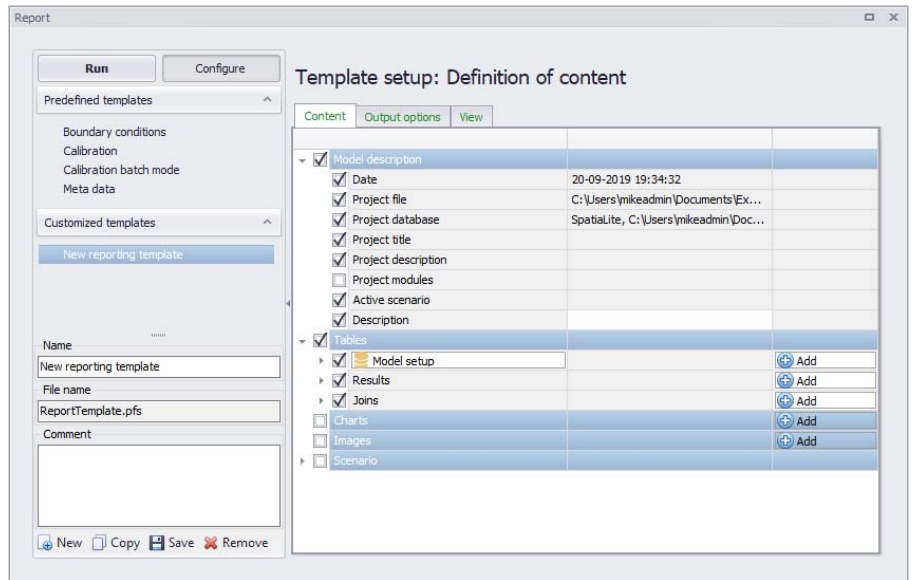 Report
Run
Configure
Predefined templates
Boundary conditions
Calibration
Calibration batch mode
Meta data
Customized templates
New reporting template
Name
New reporting template
File name
ReportTemplate.pfs
Comment
New
Copy
Save
Remove
Template setup: Definition of content
Content
Output options
View
Model description
Date
20-09-2019 19:34:32
Project file
C:\Users\mikeadmin\Documents\Ex...
Project database
SpatiaLite, C:\Users\mikeadmin\Doc...
Project title
Project description
Project modules
Active scenario
Description
Tables
Model setup
Add
Results
Add
Joins
Add
Charts
Add
Images
Add
Scenario